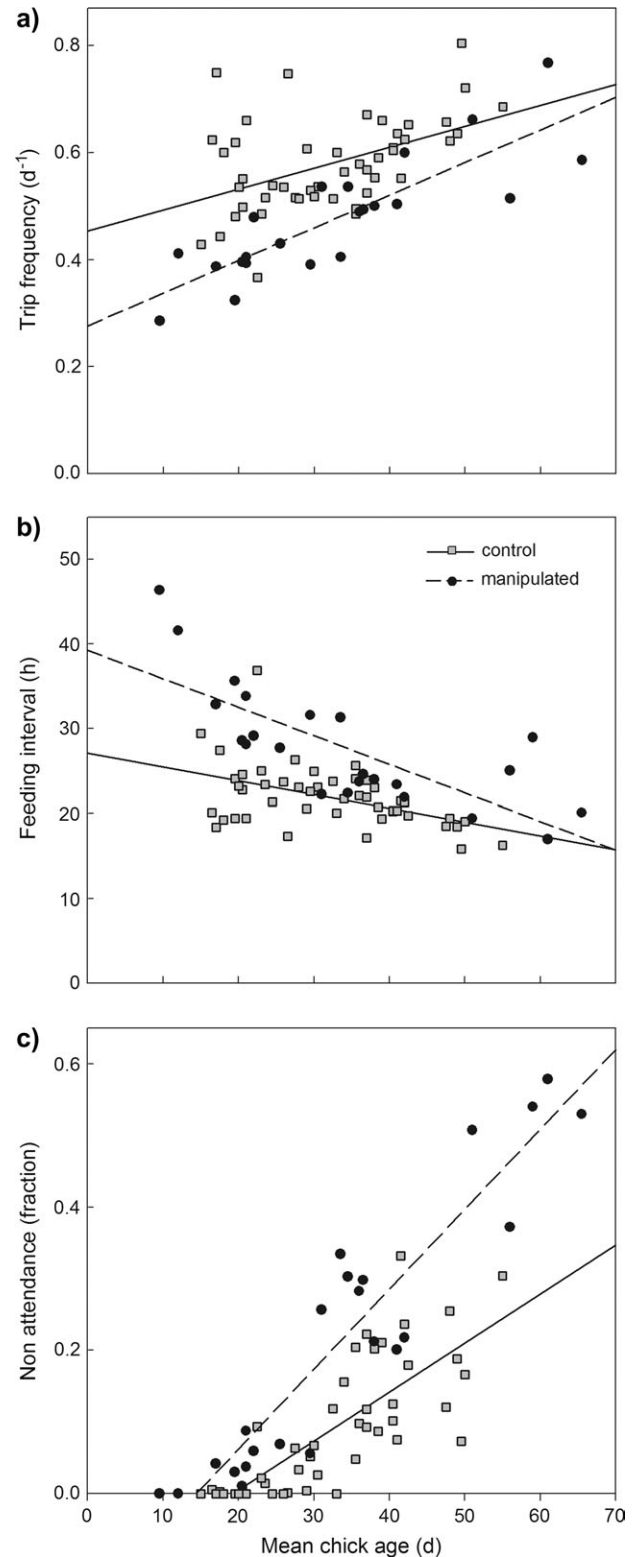 a)
0.8
0.6
0.4
0.2
0.0
Trip frequency (d-1)
b)
50
40
30
20
10
0
Feeding interval (h)
control
manipulated
c)
0.6
0.4
0.2
0.0
Non attendance (fraction)
0 10 20 30 40 50 60 70
Mean chick age (d)